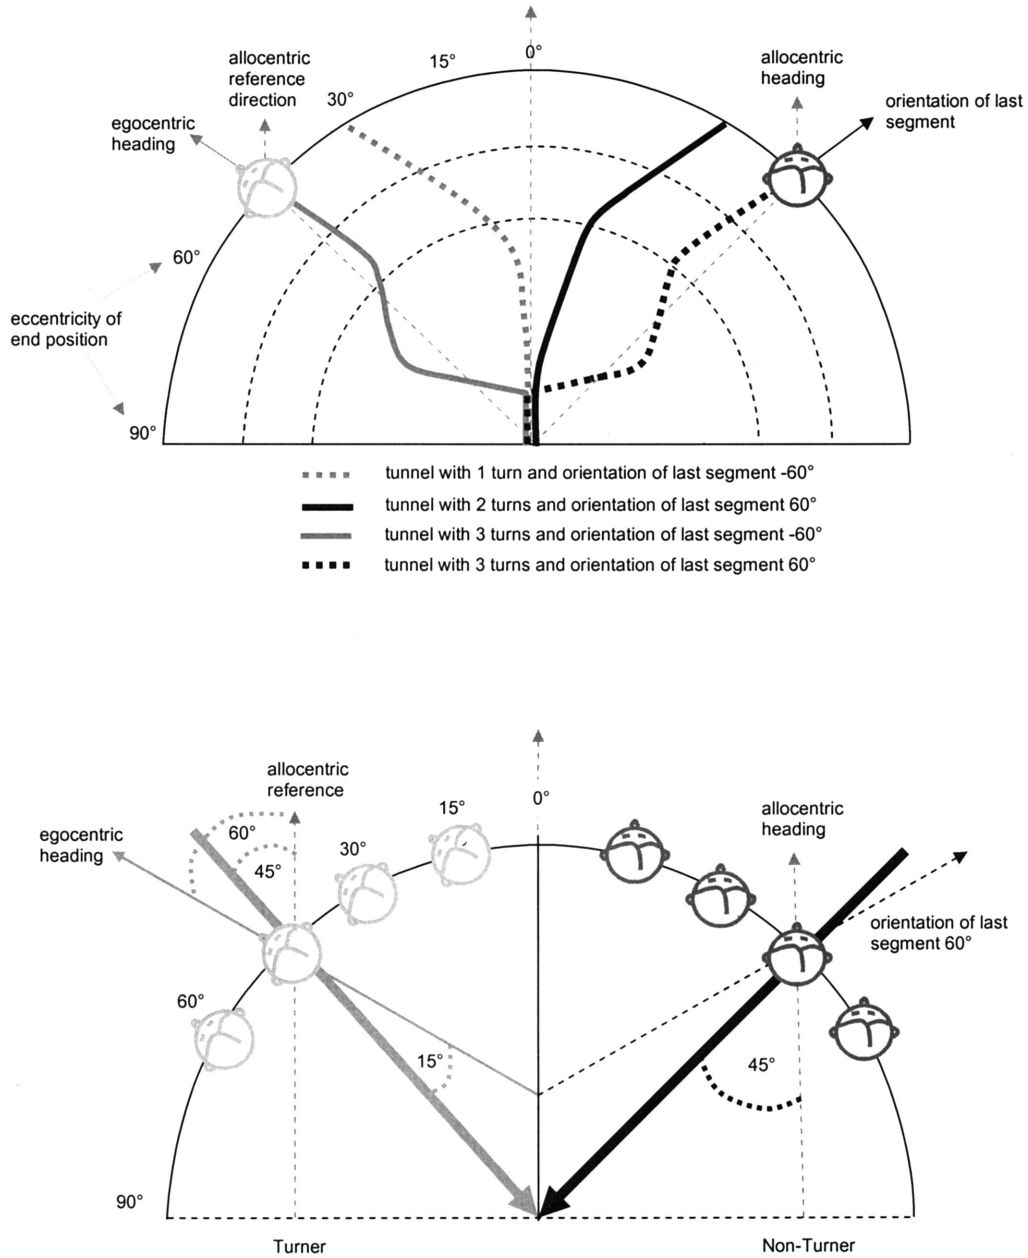 0°
15°
30°
allocentric
reference
direction
egocentric
heading
allocentric
heading
orientation of last
segment
60°
eccentricity of
end position
90°
tunnel with 1 turn and orientation of last segment -60°
tunnel with 2 turns and orientation of last segment 60°
tunnel with 3 turns and orientation of last segment -60°
tunnel with 3 turns and orientation of last segment 60°
allocentric
reference
0°
15°
30°
egocentric
heading
60°
45°
allocentric
heading
orientation of last
segment 60°
60°
15°
45°
90°
Turner
Non-Turner